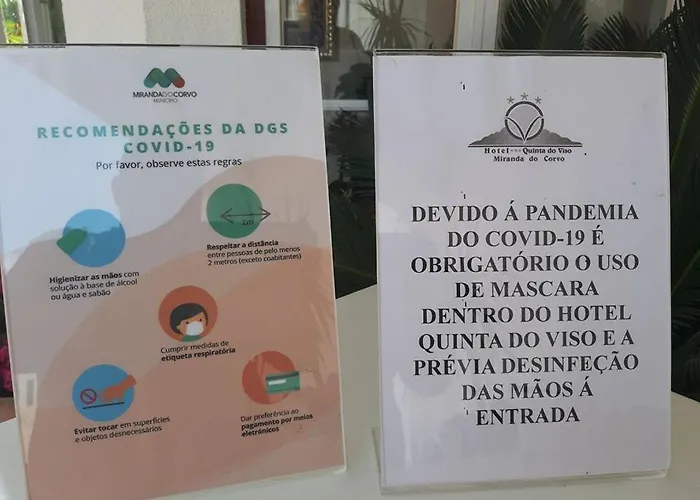 MIRANDA DO CORVO
MUNICÍPIO
RECOMENDAÇÕES DA DGS
COVID-19
Por favor, observe estas regras
2m
Respeitar a distância
entre pessoas de pelo menos
2 metros (exceto coabitantes)
Higienizar as mãos com
solução à base de álcool
ou água e sabão
Cumprir medidas de
etiqueta respiratória
Evitar tocar em superfícies
e objetos desnecessários
Dar preferência ao
pagamento por meios
eletrónicos
Hotel *** Quinta do Viso
Miranda do Corvo
DEVIDO Á PANDEMIA
DO COVID-19 É
OBRIGATÓRIO O USO
DE MASCARA
DENTRO DO HOTEL
QUINTA DO VISO E A
PRÉVIA DESINFEÇÃO
DAS MÃOS Á
ENTRADA